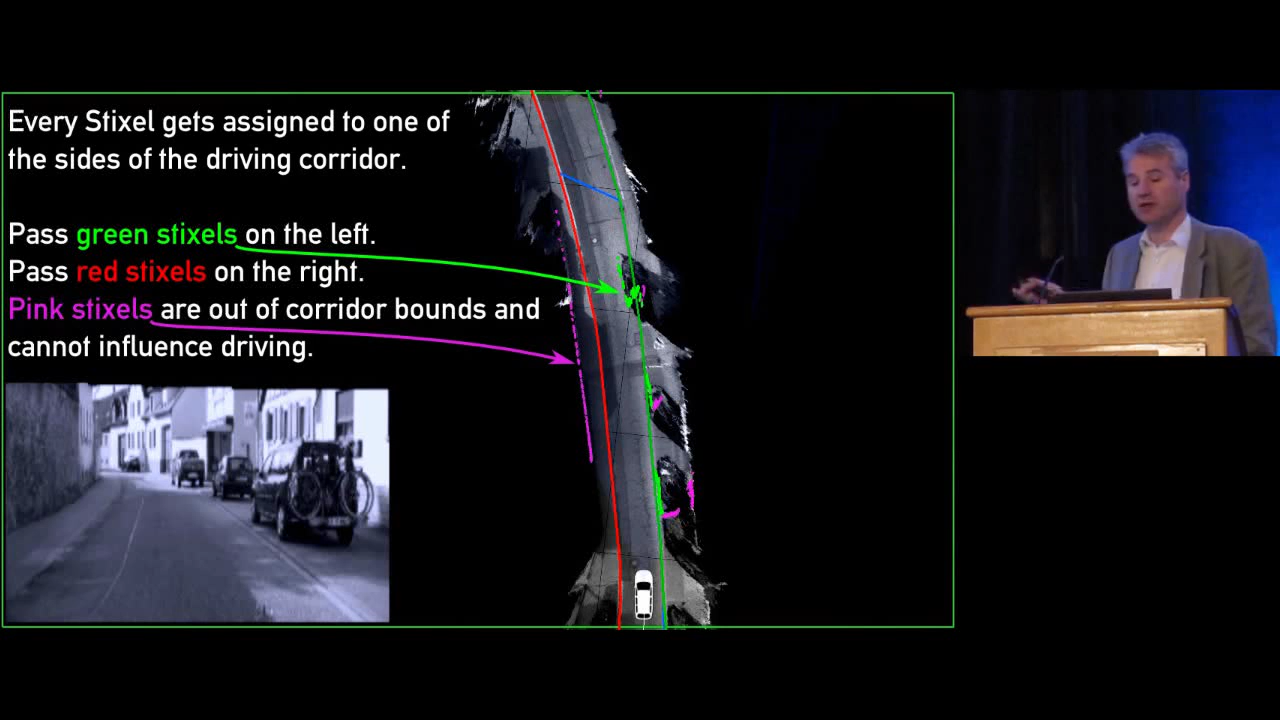 Every Stixel gets assigned to one of
the sides of the driving corridor.
Pass green stixels on the left.
Pass red stixels on the right.
Pink stixels are out of corridor bounds and
cannot influence driving.